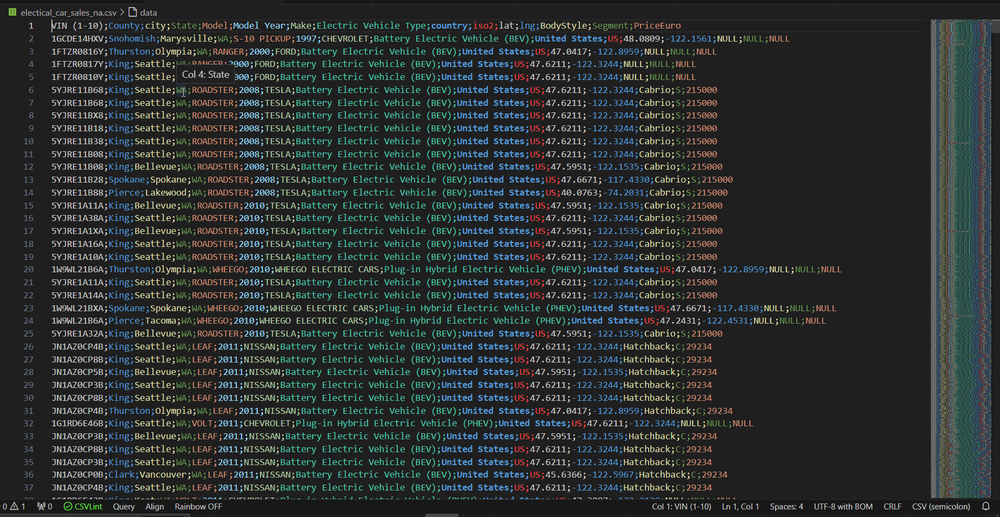 electical_car_sales_na.csv > data
1 VIN (1-10);County;city;State;Model;Model Year;Make;Electric Vehicle Type;country;iso2;lat;lng;BodyStyle;Segment;PriceEuro
2 1GCDE14HXV;Snohomish;Marysville;WA;S-10 PICKUP;1997;CHEVROLET;Battery Electric Vehicle (BEV);United States;US;48.0809;-122.1561;NULL;NULL;NULL
3 1FTZR0816Y;Thurston;Olympia;WA;RANGER;2000;FORD;Battery Electric Vehicle (BEV);United States;US;47.0417;-122.8959;NULL;NULL;NULL
4 1FTZR0817Y;King;Seattle;WA;RANGER;2000;FORD;Battery Electric Vehicle (BEV);United States;US;47.6211;-122.3244;NULL;NULL;NULL
Col 4: State
5 1FTZR0810Y;King;Seattle; 000;FORD;Battery Electric Vehicle (BEV);United States;US;47.6211;-122.3244;NULL;NULL;NULL
6 5YJRE11B68;King;Seattle;WA;ROADSTER;2008;TESLA;Battery Electric Vehicle (BEV);United States;US;47.6211;-122.3244;Cabrio;S;215000
7 5YJRE11B68;King;Seattle;WA;ROADSTER;2008;TESLA;Battery Electric Vehicle (BEV);United States;US;47.6211;-122.3244;Cabrio;S;215000
8 5YJRE11BX8;King;Seattle;WA;ROADSTER;2008;TESLA;Battery Electric Vehicle (BEV);United States;US;47.6211;-122.3244;Cabrio;S;215000
9 5YJRE11B18;King;Seattle;WA;ROADSTER;2008;TESLA;Battery Electric Vehicle (BEV);United States;US;47.6211;-122.3244;Cabrio;S;215000
10 5YJRE11B38;King;Seattle;WA;ROADSTER;2008;TESLA;Battery Electric Vehicle (BEV);United States;US;47.6211;-122.3244;Cabrio;S;215000
11 5YJRE11B08;King;Seattle;WA;ROADSTER;2008;TESLA;Battery Electric Vehicle (BEV);United States;US;47.6211;-122.3244;Cabrio;S;215000
12 5YJRE11B08;King;Bellevue;WA;ROADSTER;2008;TESLA;Battery Electric Vehicle (BEV);United States;US;47.5951;-122.1535;Cabrio;S;215000
13 5YJRE11B28;Spokane;Spokane;WA;ROADSTER;2008;TESLA;Battery Electric Vehicle (BEV);United States;US;47.6671;-117.4330;Cabrio;S;215000
14 5YJRE11B88;Pierce;Lakewood;WA;ROADSTER;2008;TESLA;Battery Electric Vehicle (BEV);United States;US;40.0763;-74.2031;Cabrio;S;215000
15 5YJRE1A11A;King;Bellevue;WA;ROADSTER;2010;TESLA;Battery Electric Vehicle (BEV);United States;US;47.5951;-122.1535;Cabrio;S;215000
16 5YJRE1A38A;King;Seattle;WA;ROADSTER;2010;TESLA;Battery Electric Vehicle (BEV);United States;US;47.6211;-122.3244;Cabrio;S;215000
17 5YJRE1A1XA;King;Bellevue;WA;ROADSTER;2010;TESLA;Battery Electric Vehicle (BEV);United States;US;47.5951;-122.1535;Cabrio;S;215000
18 5YJRE1A16A;King;Seattle;WA;ROADSTER;2010;TESLA;Battery Electric Vehicle (BEV);United States;US;47.6211;-122.3244;Cabrio;S;215000
19 5YJRE1A10A;King;Seattle;WA;ROADSTER;2010;TESLA;Battery Electric Vehicle (BEV);United States;US;47.6211;-122.3244;Cabrio;S;215000
20 1W9WL21B6A;Thurston;Olympia;WA;WHEEGO;2010;WHEEGO ELECTRIC CARS;Plug-in Hybrid Electric Vehicle (PHEV);United States;US;47.0417;-122.8959;NULL;NULL;NULL
21 5YJRE1A11A;King;Seattle;WA;ROADSTER;2010;TESLA;Battery Electric Vehicle (BEV);United States;US;47.6211;-122.3244;Cabrio;S;215000
22 5YJRE1A14A;King;Seattle;WA;ROADSTER;2010;TESLA;Battery Electric Vehicle (BEV);United States;US;47.6211;-122.3244;Cabrio;S;215000
23 1W9WL21BXA;Spokane;Spokane;WA;WHEEGO;2010;WHEEGO ELECTRIC CARS;Plug-in Hybrid Electric Vehicle (PHEV);United States;US;47.6671;-117.4330;NULL;NULL;NULL
24 1W9WL21B6A;Pierce;Tacoma;WA;WHEEGO;2010;WHEEGO ELECTRIC CARS;Plug-in Hybrid Electric Vehicle (PHEV);United States;US;47.2431;-122.4531;NULL;NULL;NULL
25 5YJRE1A32A;King;Bellevue;WA;ROADSTER;2010;TESLA;Battery Electric Vehicle (BEV);United States;US;47.5951;-122.1535;Cabrio;S;215000
26 JN1AZ0CP4B;King;Seattle;WA;LEAF;2011;NISSAN;Battery Electric Vehicle (BEV);United States;US;47.6211;-122.3244;Hatchback;C;29234
27 JN1AZ0CP8B;King;Seattle;WA;LEAF;2011;NISSAN;Battery Electric Vehicle (BEV);United States;US;47.6211;-122.3244;Hatchback;C;29234
28 JN1AZ0CP5B;King;Bellevue;WA;LEAF;2011;NISSAN;Battery Electric Vehicle (BEV);United States;US;47.5951;-122.1535;Hatchback;C;29234
29 JN1AZ0CP3B;King;Seattle;WA;LEAF;2011;NISSAN;Battery Electric Vehicle (BEV);United States;US;47.6211;-122.3244;Hatchback;C;29234
30 JN1AZ0CP8B;King;Seattle;WA;LEAF;2011;NISSAN;Battery Electric Vehicle (BEV);United States;US;47.6211;-122.3244;Hatchback;C;29234
31 JN1AZ0CP4B;Thurston;Olympia;WA;LEAF;2011;NISSAN;Battery Electric Vehicle (BEV);United States;US;47.0417;-122.8959;Hatchback;C;29234
32 1G1RD6E46B;King;Seattle;WA;VOLT;2011;CHEVROLET;Plug-in Hybrid Electric Vehicle (PHEV);United States;US;47.6211;-122.3244;NULL;NULL;NULL
33 JN1AZ0CP3B;King;Bellevue;WA;LEAF;2011;NISSAN;Battery Electric Vehicle (BEV);United States;US;47.5951;-122.1535;Hatchback;C;29234
34 JN1AZ0CP8B;King;Seattle;WA;LEAF;2011;NISSAN;Battery Electric Vehicle (BEV);United States;US;47.6211;-122.3244;Hatchback;C;29234
35 JN1AZ0CP3B;King;Seattle;WA;LEAF;2011;NISSAN;Battery Electric Vehicle (BEV);United States;US;47.6211;-122.3244;Hatchback;C;29234
36 JN1AZ0CP0B;Clark;Vancouver;WA;LEAF;2011;NISSAN;Battery Electric Vehicle (BEV);United States;US;45.6366;-122.5967;Hatchback;C;29234
37 JN1AZ0CP4B;King;Seattle;WA;LEAF;2011;NISSAN;Battery Electric Vehicle (BEV);United States;US;47.6211;-122.3244;Hatchback;C;29234
0 1 0 CSVLint Query Align Rainbow OFF Col 1: VIN (1-10) Ln 1, Col 1 Spaces: 4 UTF-8 with BOM CRLF CSV (semicolon)